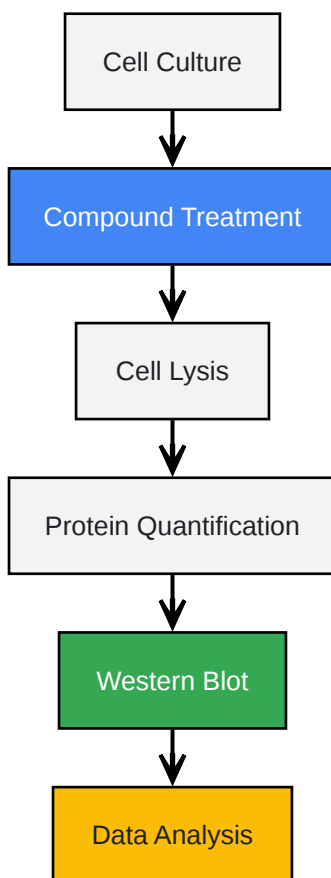 Cell Culture
Compound Treatment
Cell Lysis
Protein Quantification
Western Blot
Data Analysis